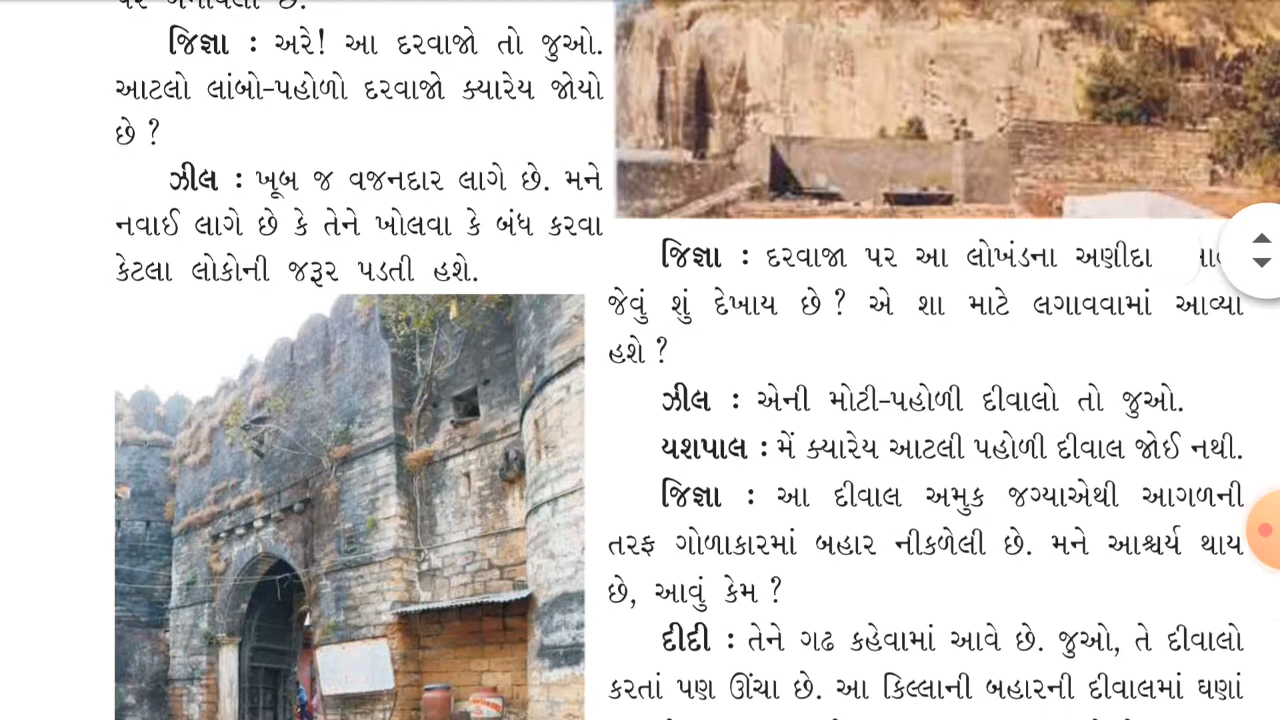 જિજ્ઞા : અરે! આ દરવાજો તો જુઓ.
આટલો લાંબો-પહોળો દરવાજો ક્યારેય જોયો
છે ?
ઝીલ : ખૂબ જ વજનદાર લાગે છે. મને
નવાઈ લાગે છે કે તેને ખોલવા કે બંધ કરવા
કેટલા લોકોની જરૂર પડતી હશે.
જિજ્ઞા : દરવાજા પર આ લોખંડના અણીદા
જેવું શું દેખાય છે ? એ શા માટે લગાવવામાં આવ્યા
હશે ?
ઝીલ : એની મોટી-પહોળી દીવાલો તો જુઓ.
યશપાલ : મેં ક્યારેય આટલી પહોળી દીવાલ જોઈ નથી.
જિજ્ઞા : આ દીવાલ અમુક જગ્યાએથી આગળની
તરફ ગોળાકારમાં બહાર નીકળેલી છે. મને આશ્ચર્ય થાય
છે, આવું કેમ ?
દીદી : તેને ગઢ કહેવામાં આવે છે. જુઓ, તે દીવાલો
કરતાં પણ ઊંચા છે. આ કિલ્લાની બહારની દીવાલમાં ઘણાં